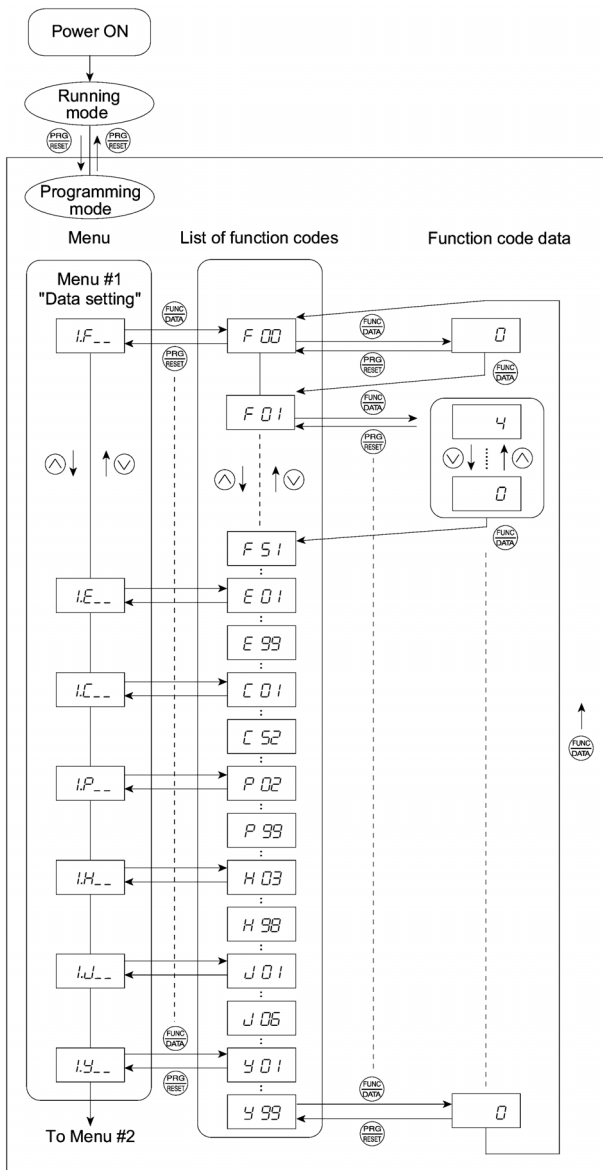 Power ON
Running
mode
PRG
RESET
PRG
RESET
Programming
mode
Menu
List of function codes
Function code data
Menu #1
"Data setting"
FUNC
DATA
1.F__
F 00
FUNC
DATA
0
PRG
RESET
PRG
RESET
FUNC
DATA
F 01
FUNC
DATA
PRG
RESET
4
0
FUNC
DATA
F 51
1.E__
E 01
E 99
1.C__
C 01
C 52
FUNC
DATA
1.P__
P 02
P 99
1.H__
H 03
H 98
1.J__
J 01
J 06
FUNC
DATA
1.y__
y 01
PRG
RESET
FUNC
DATA
y 99
0
PRG
RESET
To Menu #2